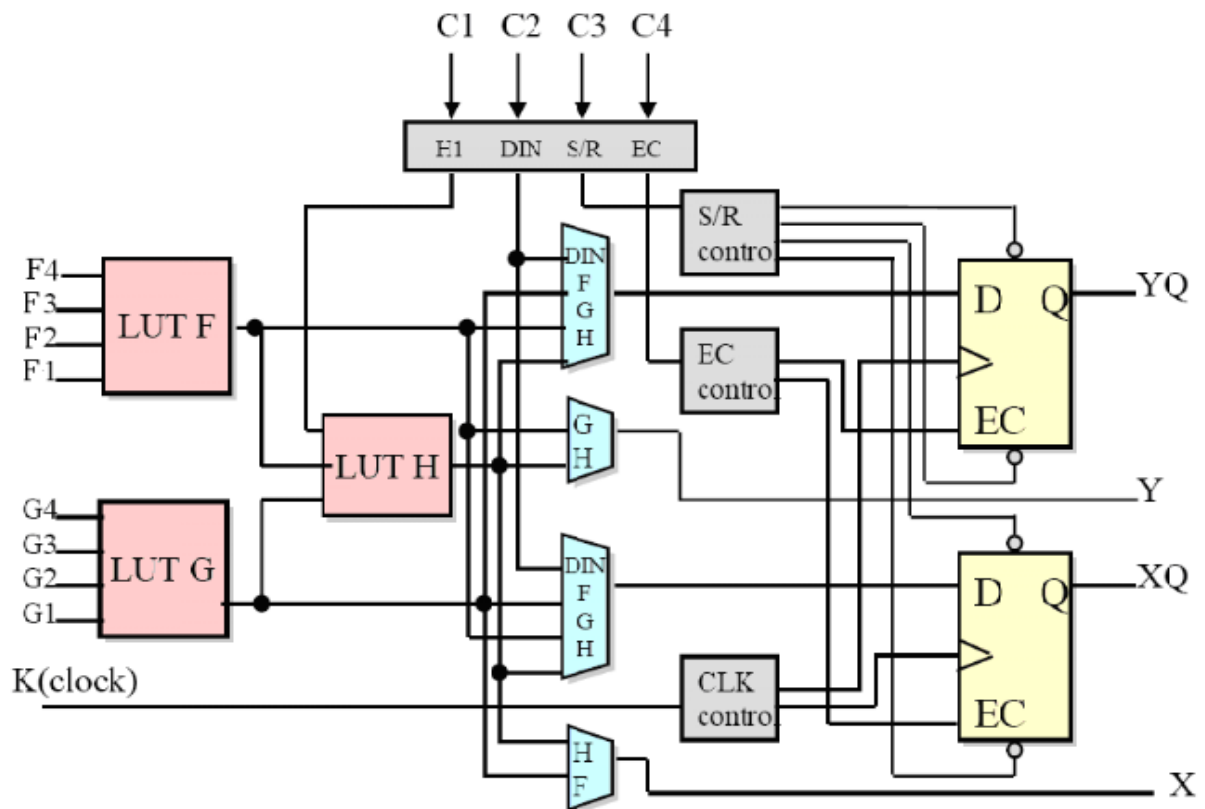 C1 C2 C3 C4
H1 DIN S/R EC
S/R
control
DIN
F
G
H
F4
F3
F2
F1
LUT F
D Q
EC
YQ
EC
control
G
H
LUT H
Y
G4
G3
G2
G1
LUT G
DIN
F
G
H
D Q
EC
XQ
K(clock)
CLK
control
H
F
X